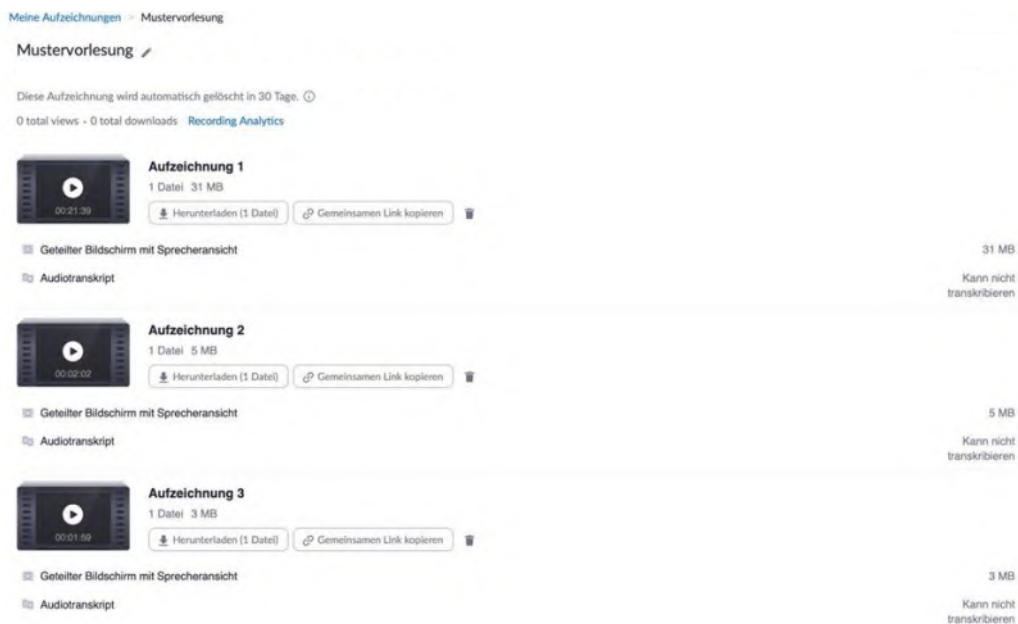 Meine Aufzeichnungen > Mustervorlesung
Mustervorlesung
Diese Aufzeichnung wird automatisch gelöscht in 30 Tage.
0 total views - 0 total downloads Recording Analytics
Aufzeichnung 1
1 Datei 31 MB
00:21:39
Herunterladen (1 Datei) Gemeinsamen Link kopieren
Geteilter Bildschirm mit Sprecheransicht 31 MB
Audiotranskript Kann nicht
transkribieren
Aufzeichnung 2
1 Datei 5 MB
00:02:02
Herunterladen (1 Datei) Gemeinsamen Link kopieren
Geteilter Bildschirm mit Sprecheransicht 5 MB
Audiotranskript Kann nicht
transkribieren
Aufzeichnung 3
1 Datei 3 MB
00:01:59
Herunterladen (1 Datei) Gemeinsamen Link kopieren
Geteilter Bildschirm mit Sprecheransicht 3 MB
Audiotranskript Kann nicht
transkribieren